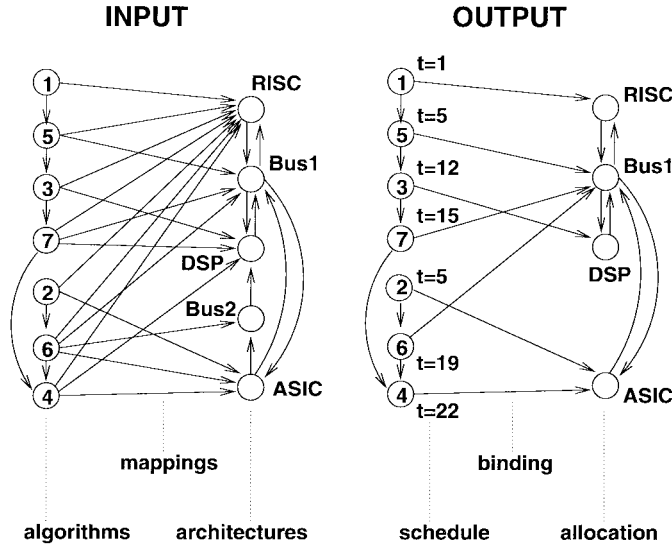 INPUT
OUTPUT
t=1
1
RISC
1
RISC
t=5
5
5
Bus1
Bus1
t=12
3
3
t=15
7
7
DSP
DSP
2
2
t=5
Bus2
6
6
t=19
4
4
ASIC
ASIC
t=22
mappings
binding
algorithms
architectures
schedule
allocation